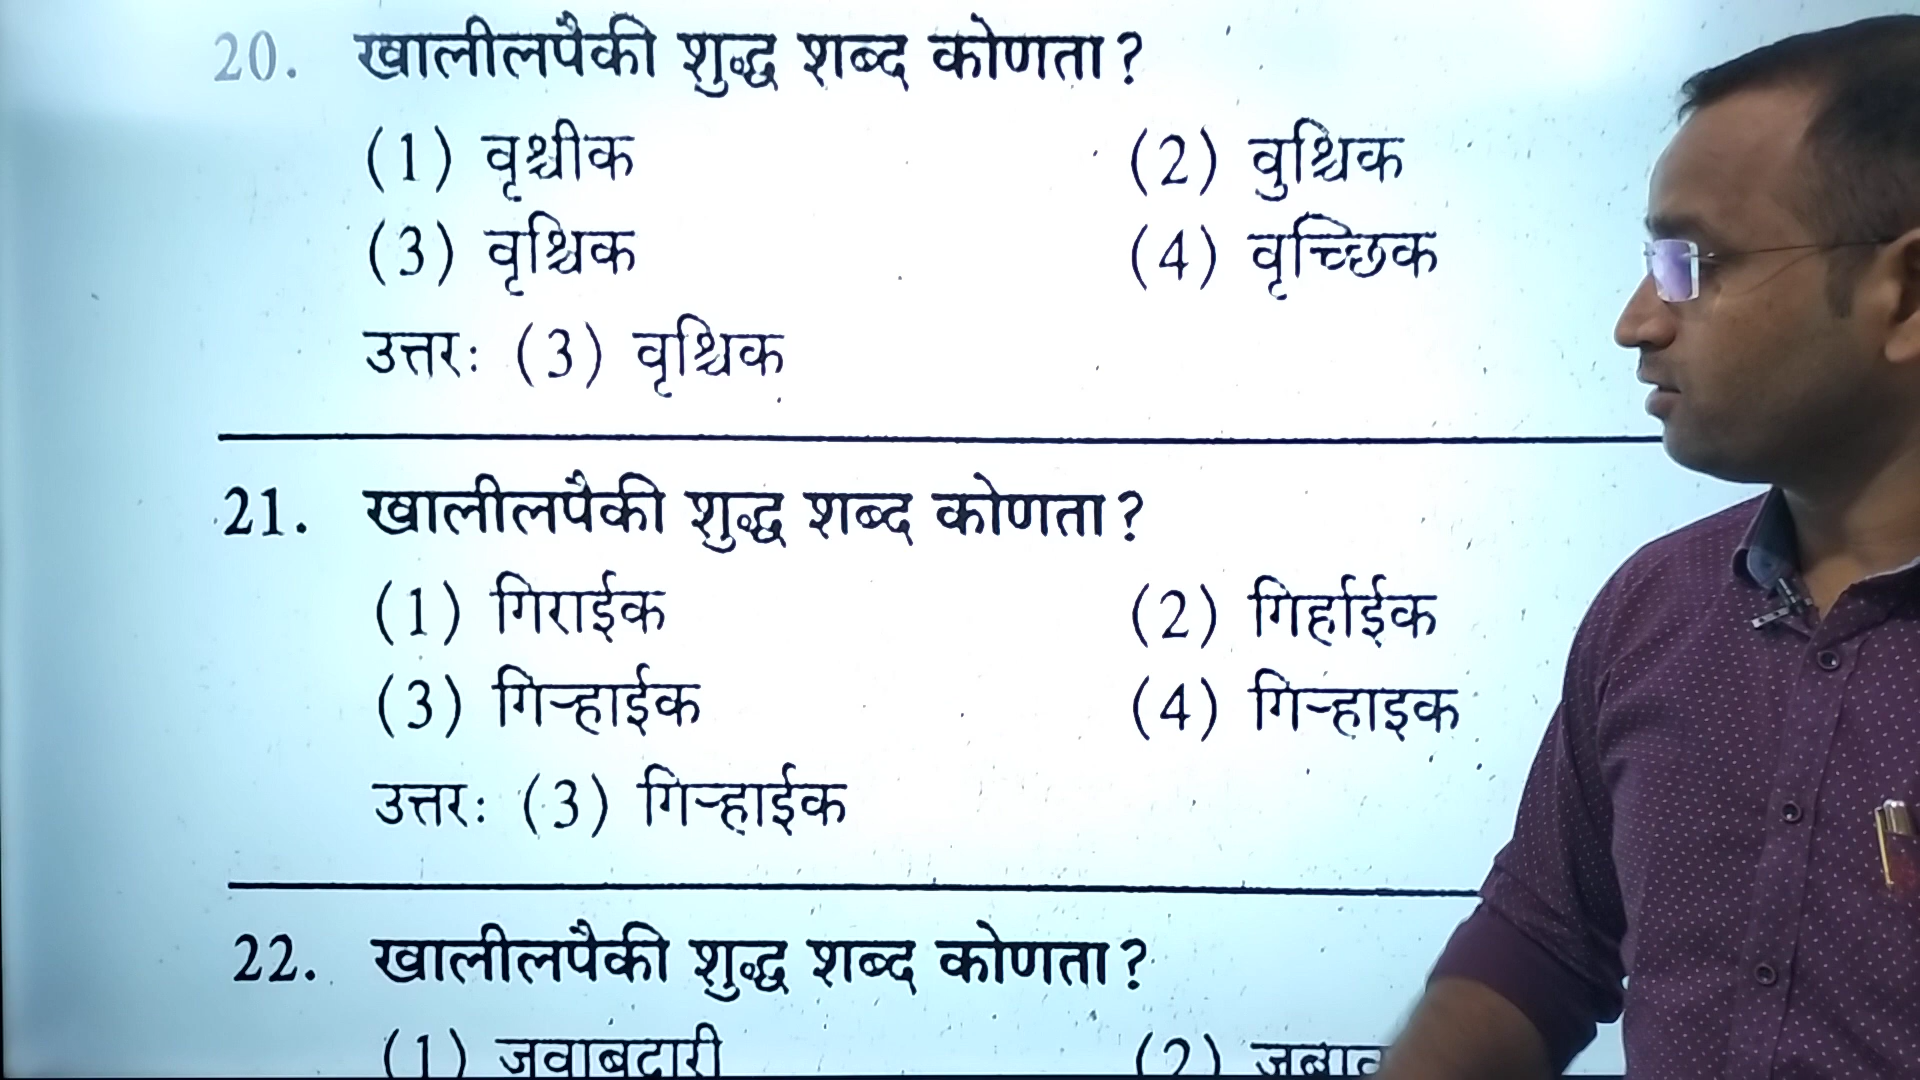 20. खालीलपैकी शुद्ध शब्द कोणता?
(1) वृश्चीक (2) वुश्चिक
(3) वृश्चिक (4) वृच्छिक
उत्तरः (3) वृश्चिक
21. खालीलपैकी शुद्ध शब्द कोणता?
(1) गिराईक (2) गिर्हाईक
(3) गिऱ्हाईक (4) गिऱ्हाइक
उत्तरः (3) गिऱ्हाईक
22. खालीलपैकी शुद्ध शब्द कोणता?
(1) जवाबदारी (2)